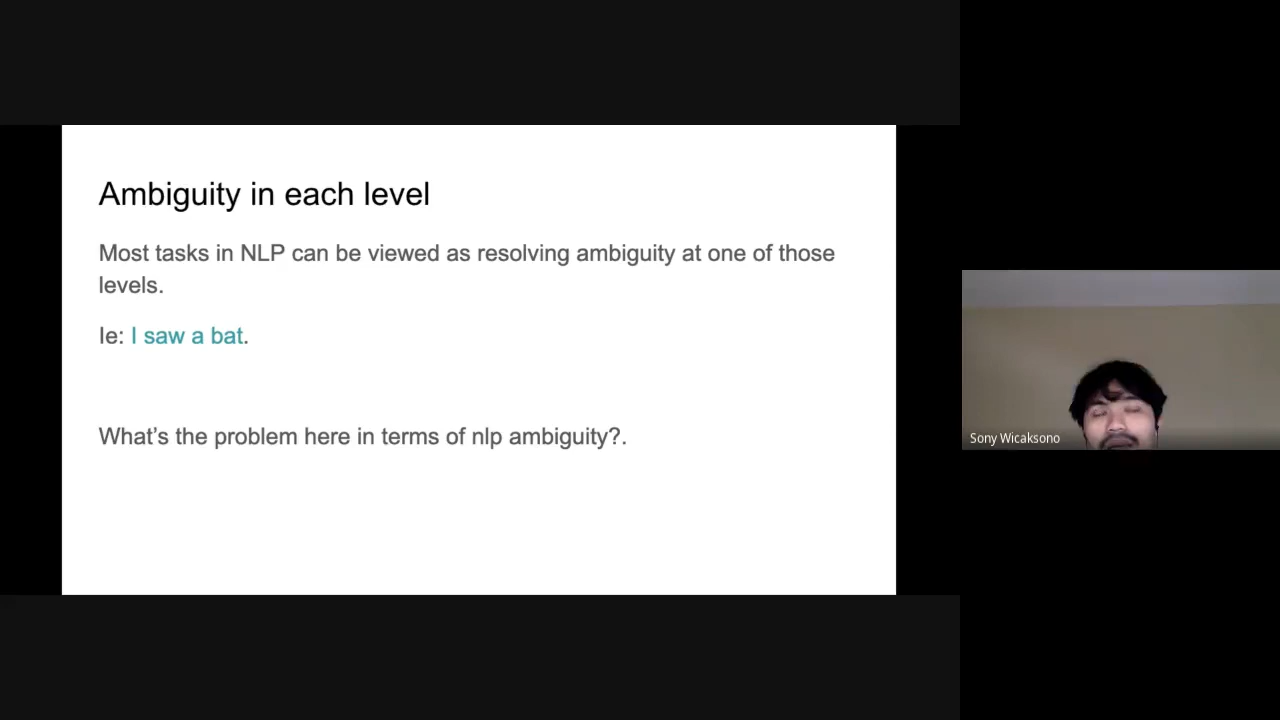 Ambiguity in each level
Most tasks in NLP can be viewed as resolving ambiguity at one of those
levels.
Ie: I saw a bat.
What's the problem here in terms of nlp ambiguity?.
Sony Wicaksono